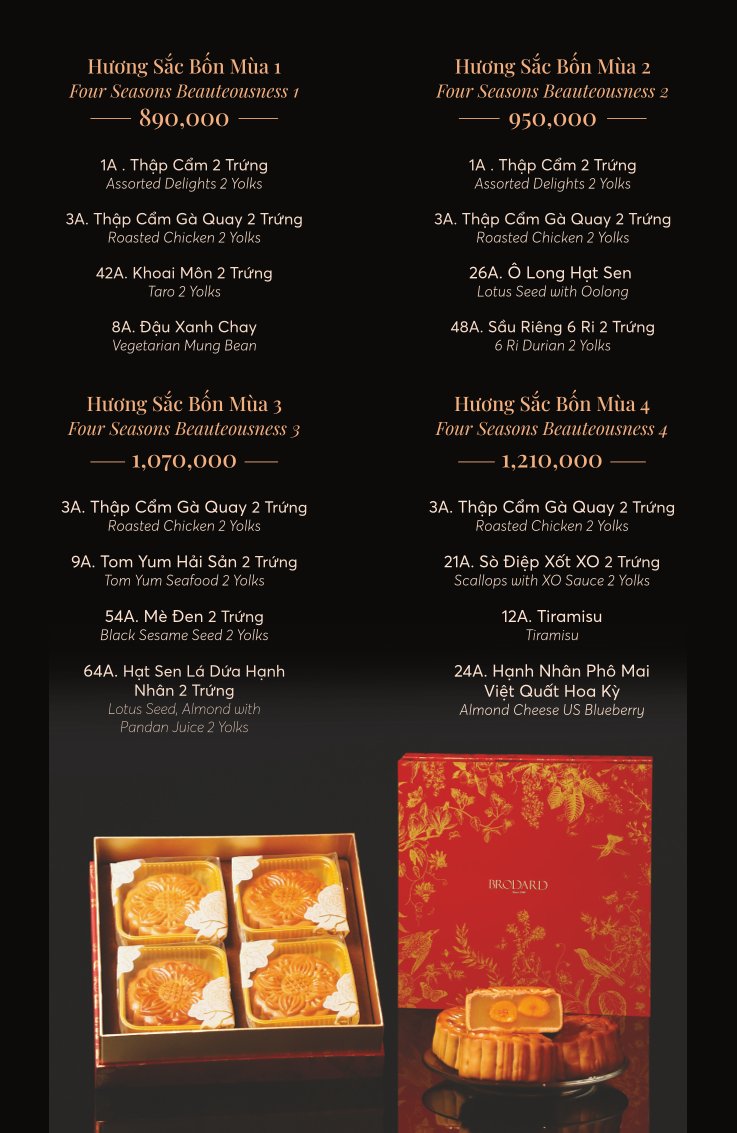 Hương Sắc Bốn Mùa 1
Four Seasons Beauteousness 1
890,000
1A . Thập Cẩm 2 Trứng
Assorted Delights 2 Yolks
3A. Thập Cẩm Gà Quay 2 Trứng
Roasted Chicken 2 Yolks
42A. Khoai Môn 2 Trứng
Taro 2 Yolks
8A. Đậu Xanh Chay
Vegetarian Mung Bean
Hương Sắc Bốn Mùa 2
Four Seasons Beauteousness 2
950,000
1A . Thập Cẩm 2 Trứng
Assorted Delights 2 Yolks
3A. Thập Cẩm Gà Quay 2 Trứng
Roasted Chicken 2 Yolks
26A. Ô Long Hạt Sen
Lotus Seed with Oolong
48A. Sầu Riêng 6 Ri 2 Trứng
6 Ri Durian 2 Yolks
Hương Sắc Bốn Mùa 3
Four Seasons Beauteousness 3
1,070,000
3A. Thập Cẩm Gà Quay 2 Trứng
Roasted Chicken 2 Yolks
9A. Tom Yum Hải Sản 2 Trứng
Tom Yum Seafood 2 Yolks
54A. Mè Đen 2 Trứng
Black Sesame Seed 2 Yolks
64A. Hạt Sen Lá Dứa Hạnh
Nhân 2 Trứng
Lotus Seed, Almond with
Pandan Juice 2 Yolks
Hương Sắc Bốn Mùa 4
Four Seasons Beauteousness 4
1,210,000
3A. Thập Cẩm Gà Quay 2 Trứng
Roasted Chicken 2 Yolks
21A. Sò Điệp Xốt XO 2 Trứng
Scallops with XO Sauce 2 Yolks
12A. Tiramisu
Tiramisu
24A. Hạnh Nhân Phô Mai
Việt Quất Hoa Kỳ
Almond Cheese US Blueberry
BRODARD